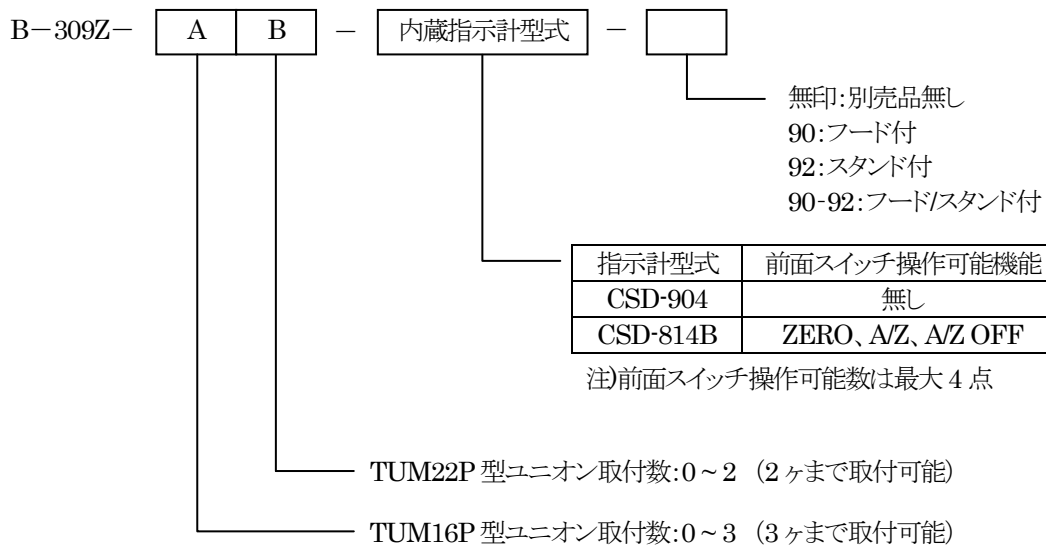 B－309Z－ A B － 内蔵指示計型式 －
無印：別売品無し
90：フード付
92：スタンド付
90-92：フード/スタンド付
指示計型式 前面スイッチ操作可能機能
CSD-904 無し
CSD-814B ZERO、A/Z、A/Z OFF
注)前面スイッチ操作可能数は最大 4 点
TUM22P 型ユニオン取付数:0～2 (2 ヶまで取付可能)
TUM16P 型ユニオン取付数:0～3 (3 ヶまで取付可能)